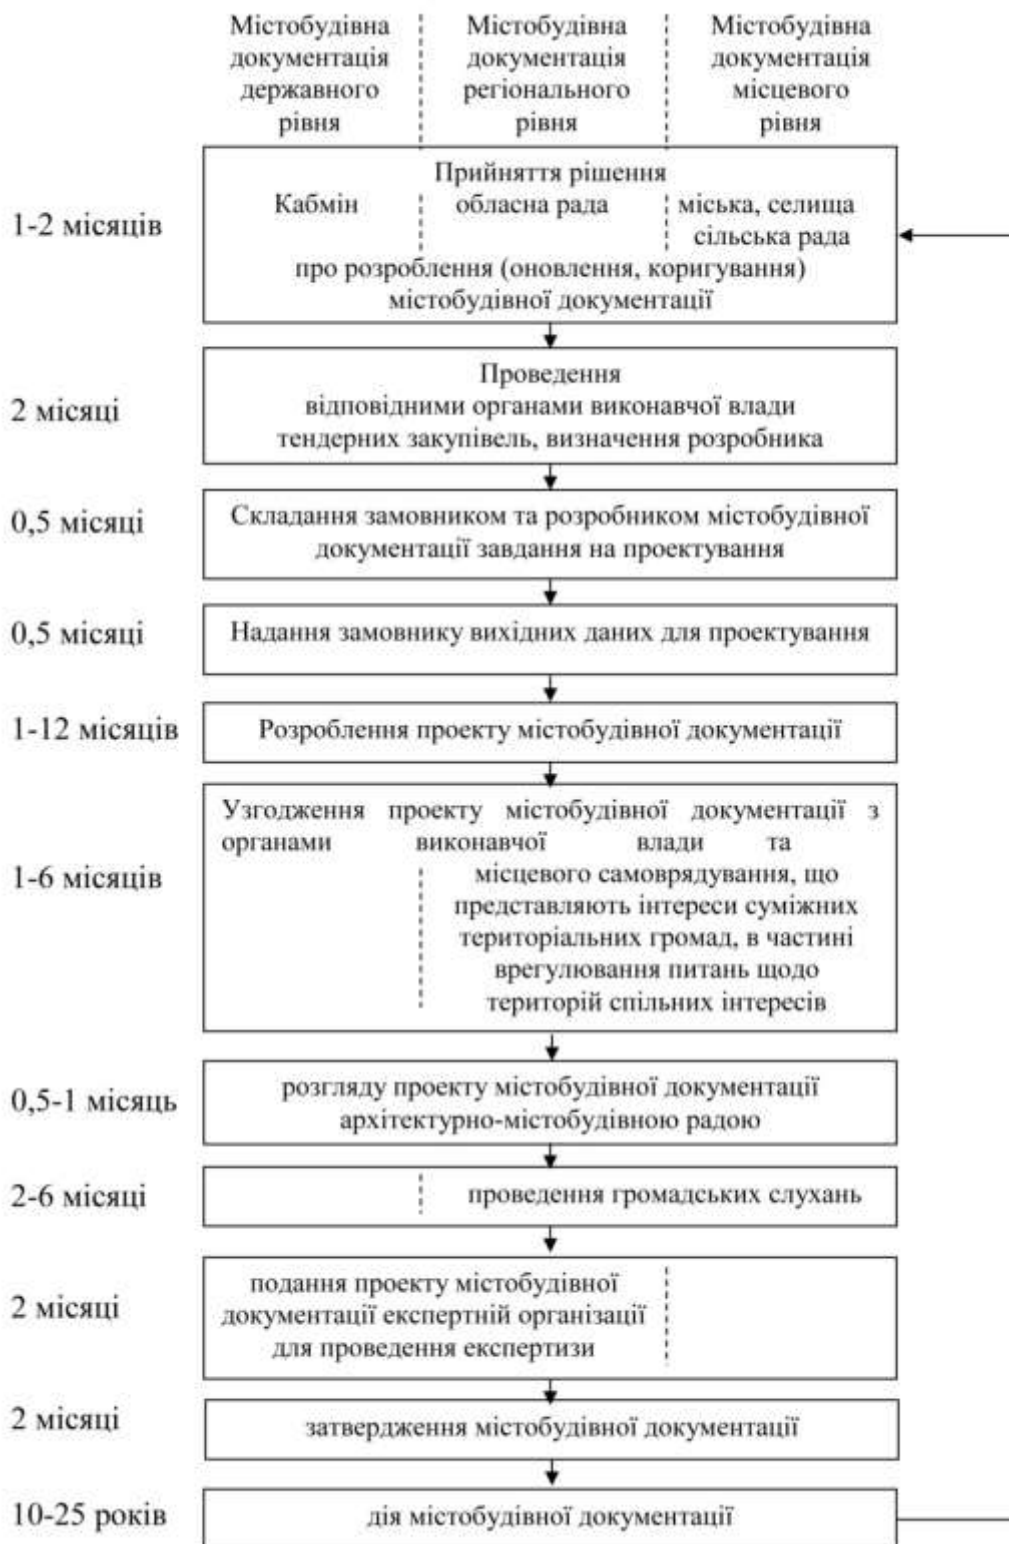 Містобудівна
документація
державного
рівня
Містобудівна
документація
регіонального
рівня
Містобудівна
документація
місцевого
рівня
1-2 місяців
Прийняття рішення
Кабмін
обласна рада
міська, селища
сільська рада
про розроблення (оновлення, коригування)
містобудівної документації
2 місяці
Проведення
відповідними органами виконавчої влади
тендерних закупівель, визначення розробника
0,5 місяці
Складання замовником та розробником містобудівної
документації завдання на проектування
0,5 місяці
Надання замовнику вихідних даних для проектування
1-12 місяців
Розроблення проекту містобудівної документації
1-6 місяців
Узгодження проекту містобудівної документації з
органами виконавчої влади та
місцевого самоврядування, що
представляють інтереси суміжних
територіальних громад, в частині
врегулювання питань щодо
територій спільних інтересів
0,5-1 місяць
розгляду проекту містобудівної документації
архітектурно-містобудівною радою
2-6 місяці
проведення громадських слухань
2 місяці
подання проекту містобудівної
документації експертній організації
для проведення експертизи
2 місяці
затвердження містобудівної документації
10-25 років
дія містобудівної документації